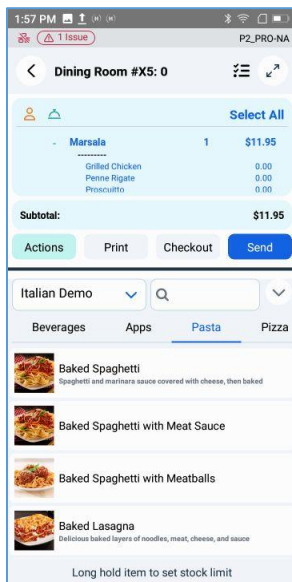 1:57 PM
1 Issue
P2_PRO-NA
Dining Room #X5: 0
Select All
- Marsala 1 $11.95
---------
Grilled Chicken 0.00
Penne Rigate 0.00
Proscuitto 0.00
Subtotal: $11.95
Actions Print Checkout Send
Italian Demo
Beverages Apps Pasta Pizza
Baked Spaghetti
Spaghetti and marinara sauce covered with cheese, then baked
Baked Spaghetti with Meat Sauce
Baked Spaghetti with Meatballs
Baked Lasagna
Delicious baked layers of noodles, meat, cheese, and sauce
Long hold item to set stock limit